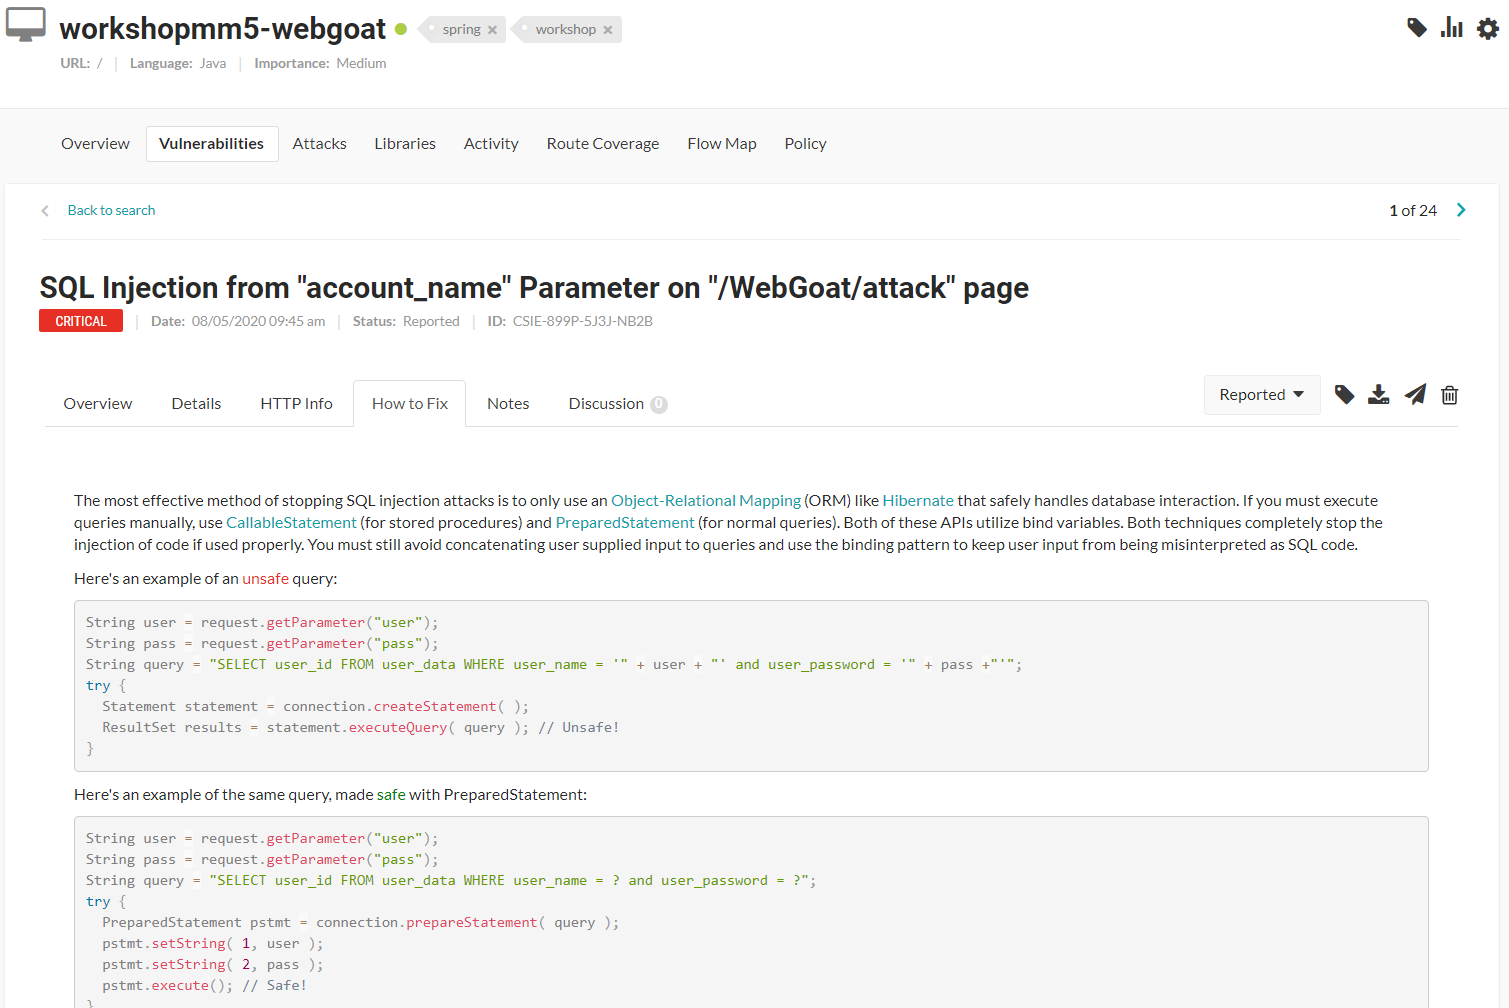 workshopmm5-webgoat spring × workshop ×
URL: / | Language: Java | Importance: Medium
Overview Vulnerabilities Attacks Libraries Activity Route Coverage Flow Map Policy
Back to search 1 of 24
SQL Injection from "account_name" Parameter on "/WebGoat/attack" page
CRITICAL | Date: 08/05/2020 09:45 am | Status: Reported | ID: CSIE-899P-5J3J-NB2B
Overview Details HTTP Info How to Fix Notes Discussion 0 Reported
The most effective method of stopping SQL injection attacks is to only use an Object-Relational Mapping (ORM) like Hibernate that safely handles database interaction. If you must execute
queries manually, use CallableStatement (for stored procedures) and PreparedStatement (for normal queries). Both of these APIs utilize bind variables. Both techniques completely stop the
injection of code if used properly. You must still avoid concatenating user supplied input to queries and use the binding pattern to keep user input from being misinterpreted as SQL code.
Here's an example of an unsafe query:
String user = request.getParameter("user");
String pass = request.getParameter("pass");
String query = "SELECT user_id FROM user_data WHERE user_name = '" + user + "' and user_password = '" + pass +"'";
try {
  Statement statement = connection.createStatement( );
  ResultSet results = statement.executeQuery( query ); // Unsafe!
}
Here's an example of the same query, made safe with PreparedStatement:
String user = request.getParameter("user");
String pass = request.getParameter("pass");
String query = "SELECT user_id FROM user_data WHERE user_name = ? and user_password = ?";
try {
  PreparedStatement pstmt = connection.prepareStatement( query );
  pstmt.setString( 1, user );
  pstmt.setString( 2, pass );
  pstmt.execute(); // Safe!
}